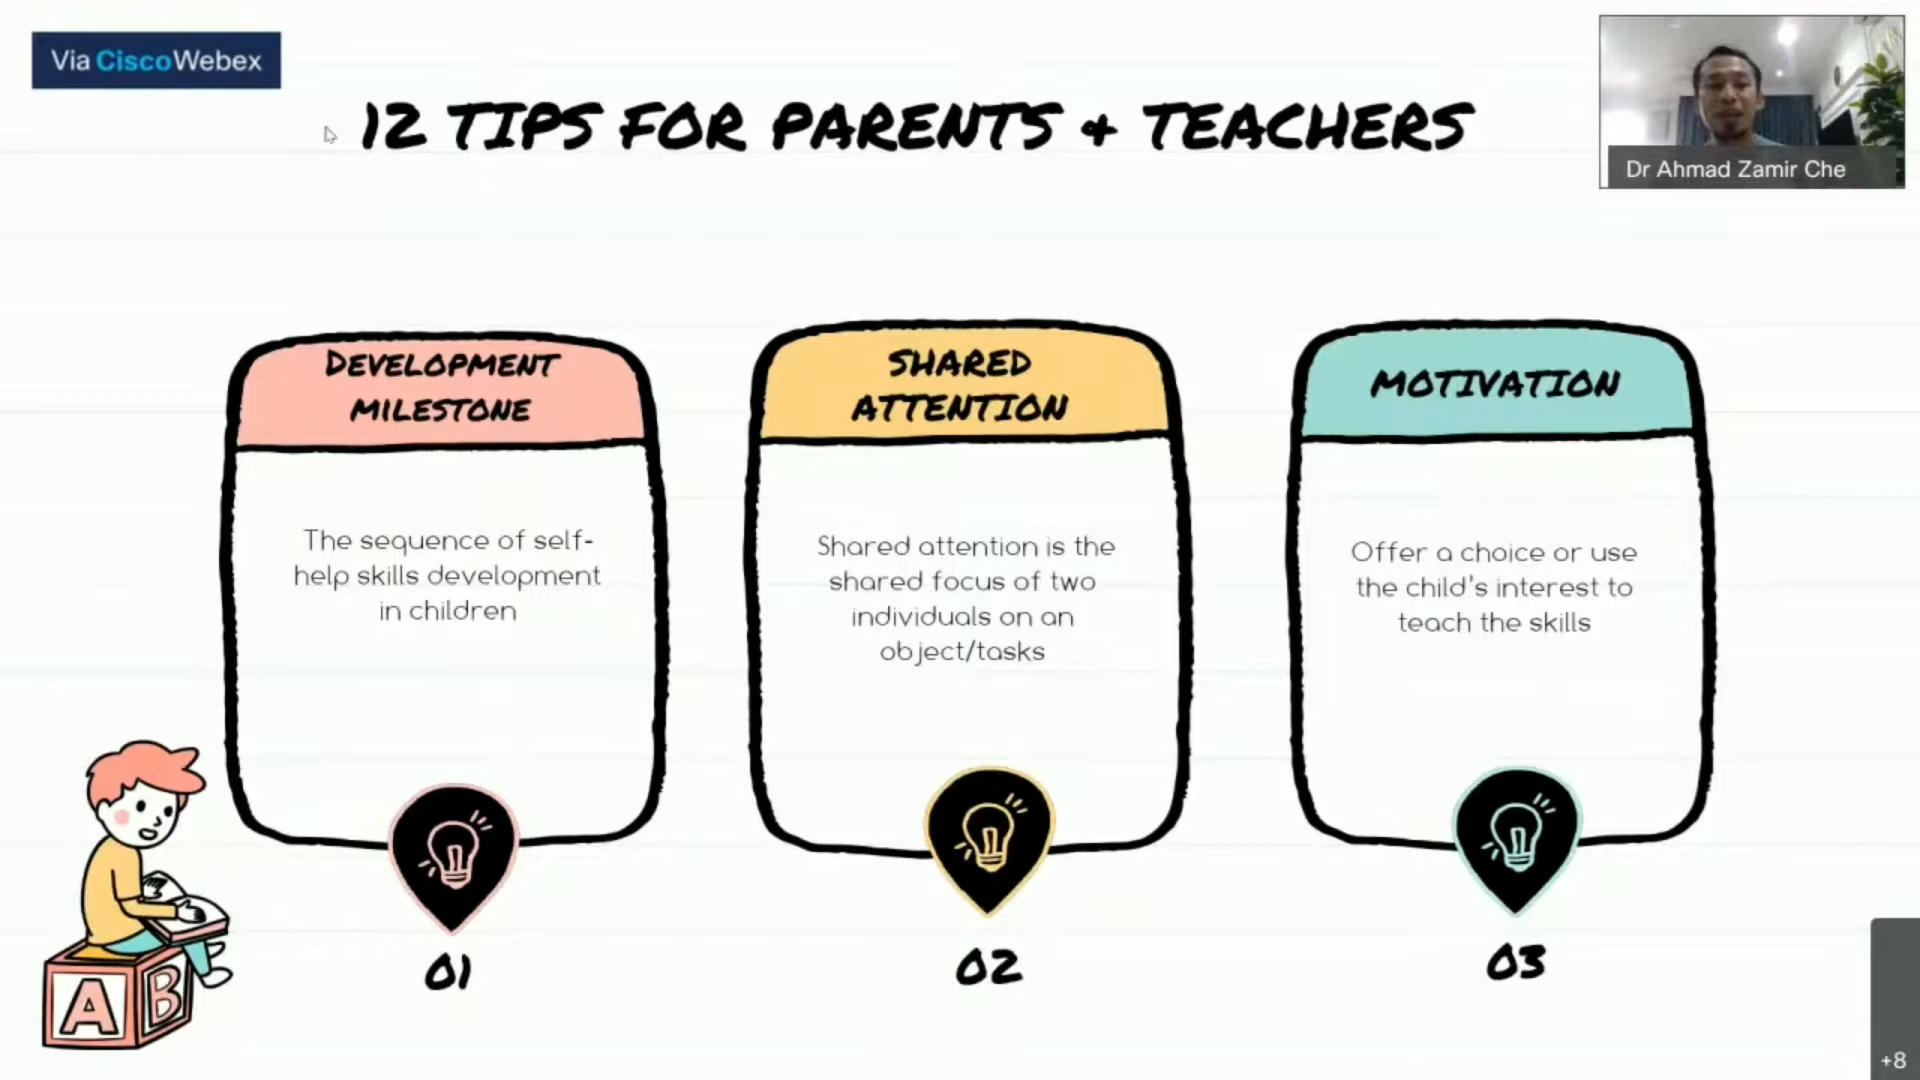 Via CiscoWebex
12 TIPS FOR PARENTS & TEACHERS
Dr Ahmad Zamir Che
DEVELOPMENT
MILESTONE
The sequence of self-
help skills development
in children
01
SHARED
ATTENTION
Shared attention is the
shared focus of two
individuals on an
object/tasks
02
MOTIVATION
Offer a choice or use
the child's interest to
teach the skills
03
A B
+8